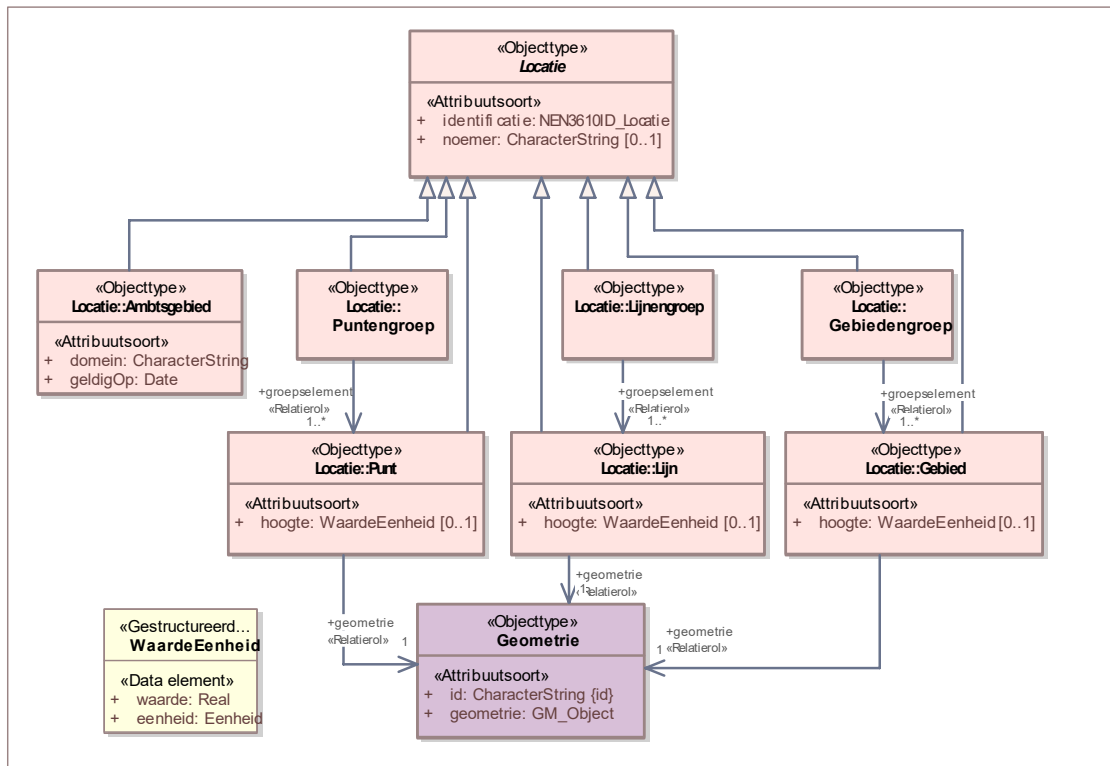 «Objecttype»
Locatie
«Attribuutsoort»
+ identificatie: NEN3610ID_Locatie
+ noemer: CharacterString [0..1]
«Objecttype»
Locatie::Ambtsgebied
«Attribuutsoort»
+ domein: CharacterString
+ geldigOp: Date
«Objecttype»
Locatie::
Puntengroep
«Objecttype»
Locatie::Lijnengroep
«Objecttype»
Locatie::
Gebiedengroep
+groepselement
«Relatierol»
1..*
+groepselement
«Relatierol»
1..*
+groepselement
«Relatierol»
1..*
«Objecttype»
Locatie::Punt
«Attribuutsoort»
+ hoogte: WaardeEenheid [0..1]
«Objecttype»
Locatie::Lijn
«Attribuutsoort»
+ hoogte: WaardeEenheid [0..1]
«Objecttype»
Locatie::Gebied
«Attribuutsoort»
+ hoogte: WaardeEenheid [0..1]
+geometrie
«Relatierol»
1
+geometrie
1
«Relatierol»
+geometrie
«Relatierol»
1
«Gestructureerd...
WaardeEenheid
«Data element»
+ waarde: Real
+ eenheid: Eenheid
«Objecttype»
Geometrie
«Attribuutsoort»
+ id: CharacterString {id}
+ geometrie: GM_Object